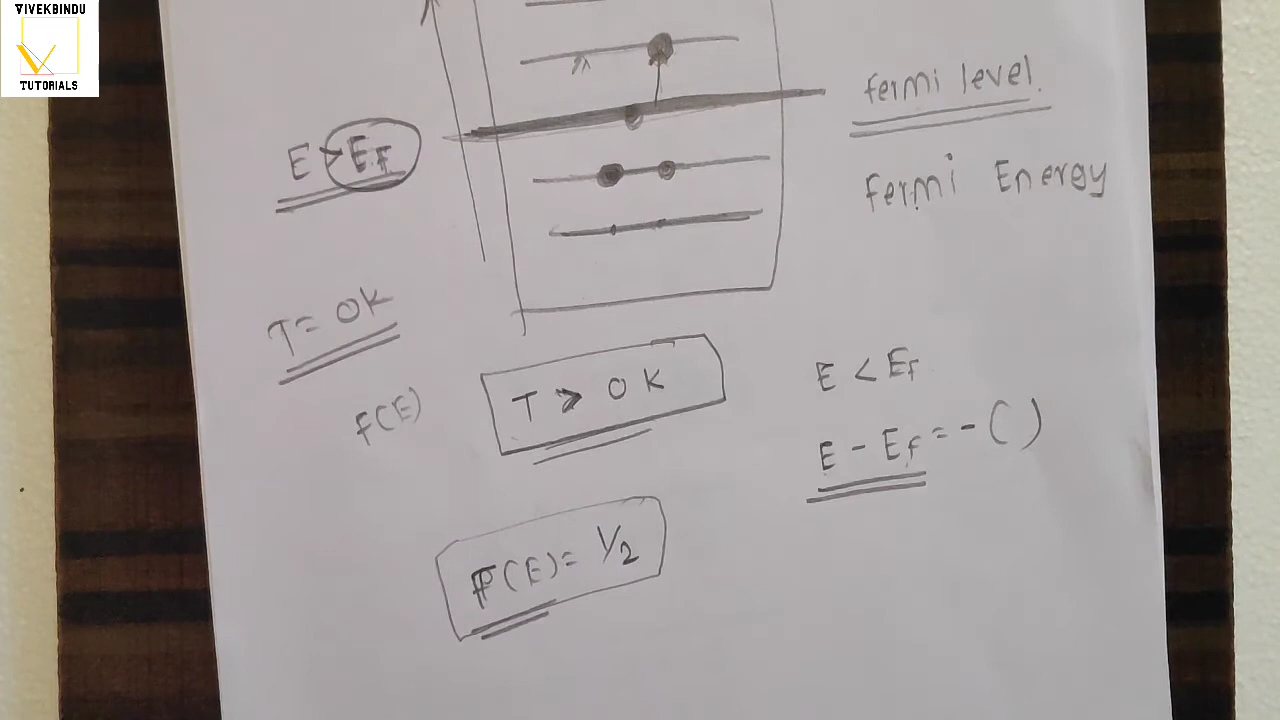 VIVEKBINDU
TUTORIALS
fermi level.
E > EF
fermi Energy
T = 0K
T > 0 K
E < Ef
F(E)
E - Ef = - ( )
F(E) = 1/2